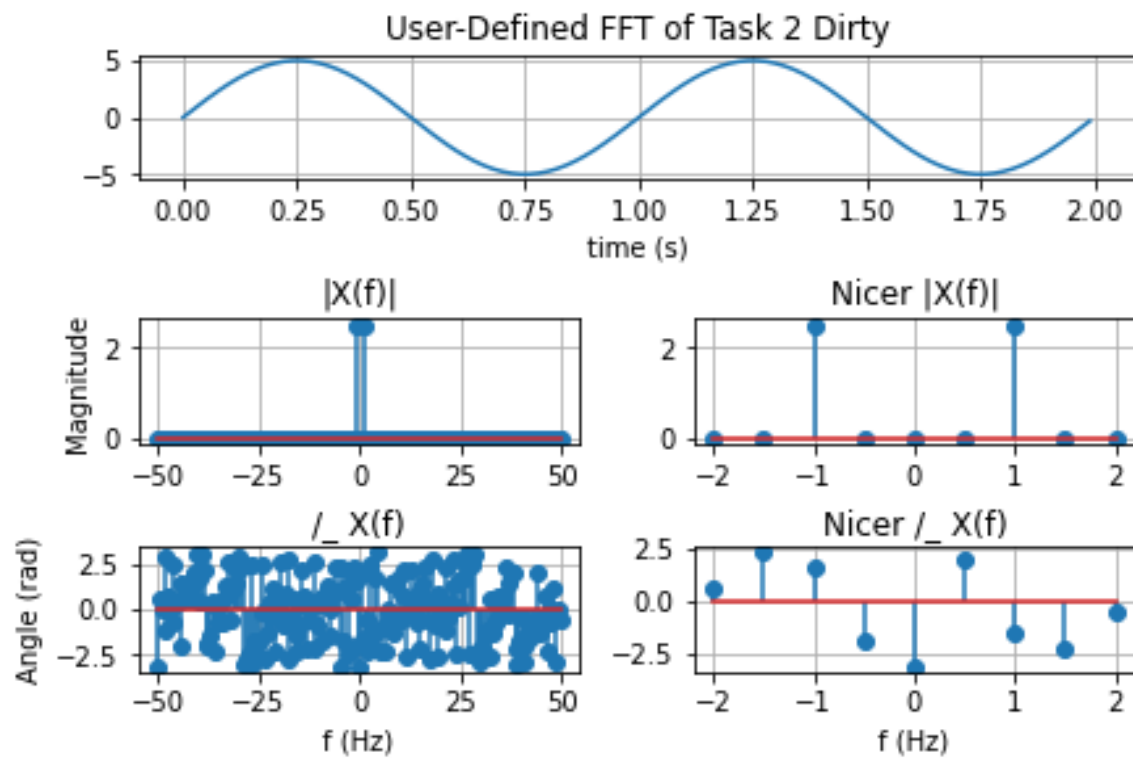 User-Defined FFT of Task 2 Dirty
5
0
−5
0.00 0.25 0.50 0.75 1.00 1.25 1.50 1.75 2.00
time (s)
|X(f)|
Magnitude
2
0
−50 −25 0 25 50
Nicer |X(f)|
2
0
−2 −1 0 1 2
/_ X(f)
Angle (rad)
2.5
0.0
−2.5
−50 −25 0 25 50
f (Hz)
Nicer /_ X(f)
2.5
0.0
−2.5
−2 −1 0 1 2
f (Hz)